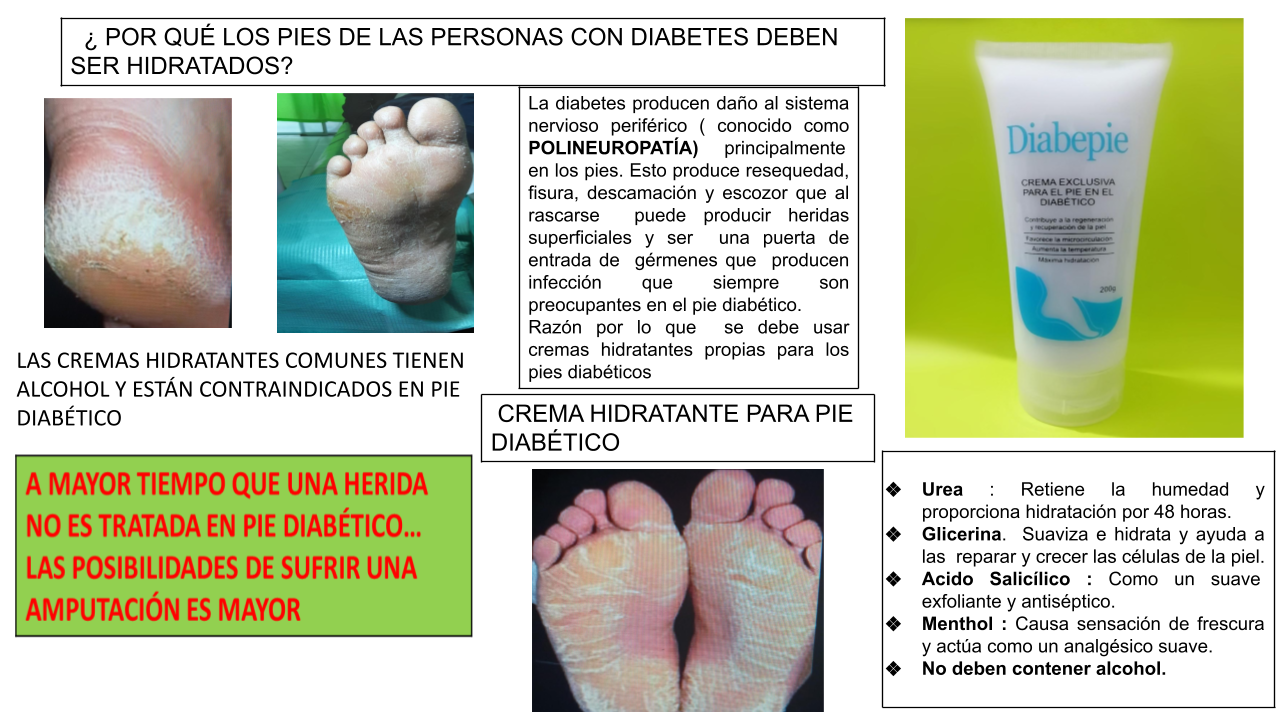 ¿ POR QUÉ LOS PIES DE LAS PERSONAS CON DIABETES DEBEN
SER HIDRATADOS?
La diabetes producen daño al sistema
nervioso periférico ( conocido como
POLINEUROPATÍA) principalmente
en los pies. Esto produce resequedad,
fisura, descamación y escozor que al
rascarse puede producir heridas
superficiales y ser una puerta de
entrada de gérmenes que producen
infección que siempre son
preocupantes en el pie diabético.
Razón por lo que se debe usar
cremas hidratantes propias para los
pies diabéticos
LAS CREMAS HIDRATANTES COMUNES TIENEN
ALCOHOL Y ESTÁN CONTRAINDICADOS EN PIE
DIABÉTICO
A MAYOR TIEMPO QUE UNA HERIDA
NO ES TRATADA EN PIE DIABÉTICO...
LAS POSIBILIDADES DE SUFRIR UNA
AMPUTACIÓN ES MAYOR
CREMA HIDRATANTE PARA PIE
DIABÉTICO
Diabepie
CREMA EXCLUSIVA
PARA EL PIE EN EL
DIABÉTICO
Contribuye a la regeneración
y recuperación de la piel
Favorece la microcirculación
Aumenta la temperatura
Máxima hidratación
200g
❖ Urea : Retiene la humedad y
proporciona hidratación por 48 horas.
❖ Glicerina. Suaviza e hidrata y ayuda a
las reparar y crecer las células de la piel.
❖ Acido Salicílico : Como un suave
exfoliante y antiséptico.
❖ Menthol : Causa sensación de frescura
y actúa como un analgésico suave.
❖ No deben contener alcohol.